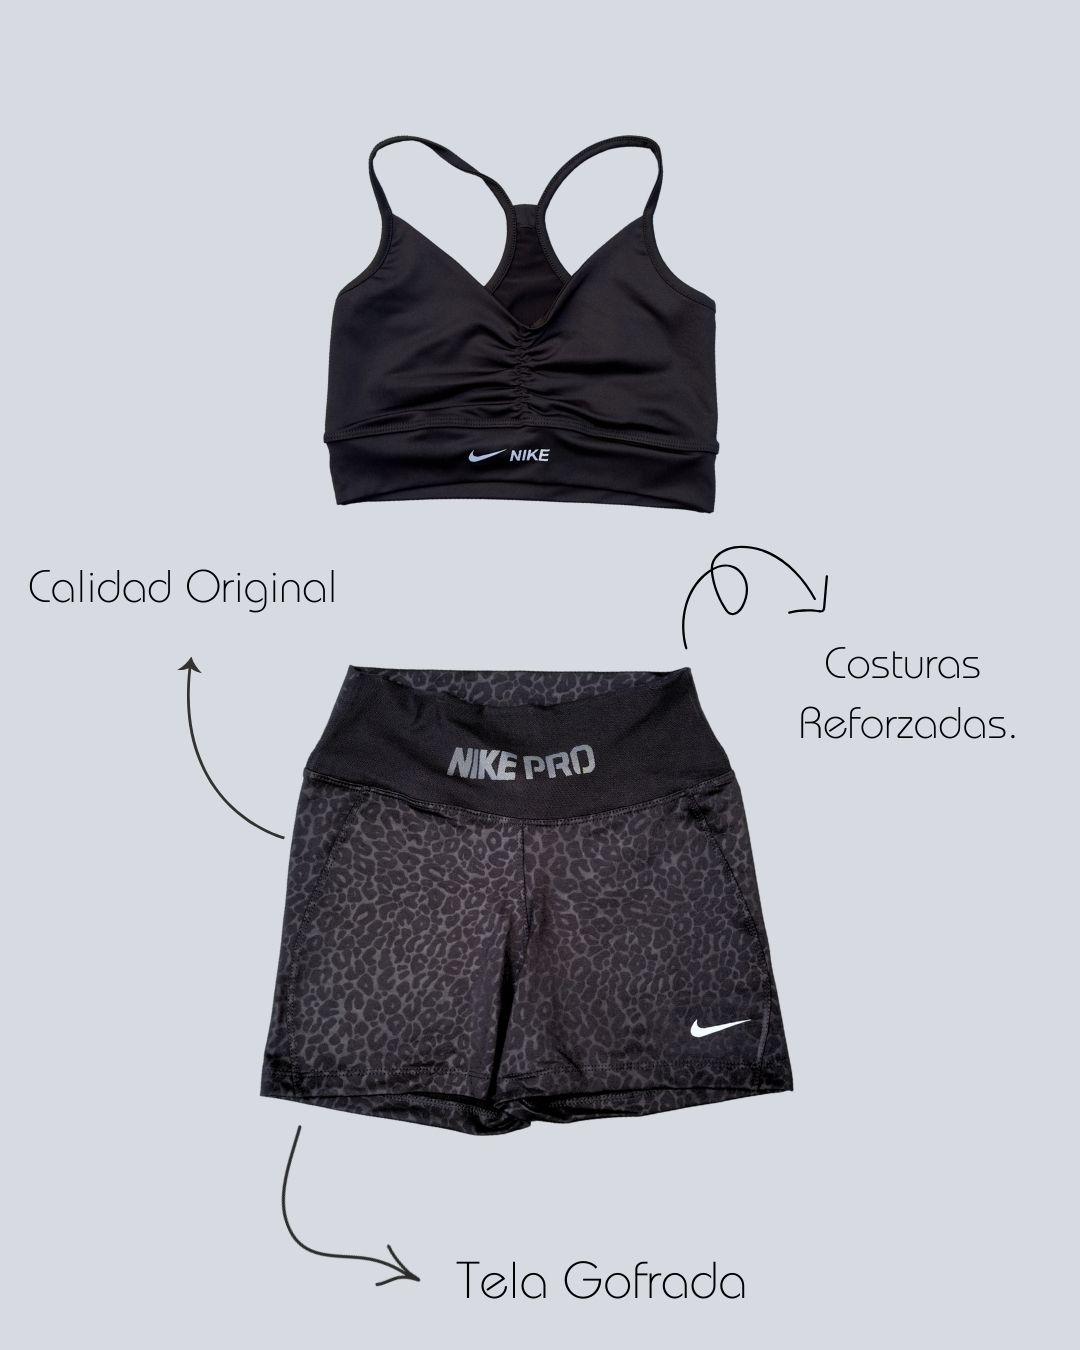 NIKE
Calidad Original
Costuras
Reforzadas.
NIKE PRO
Tela Gofrada